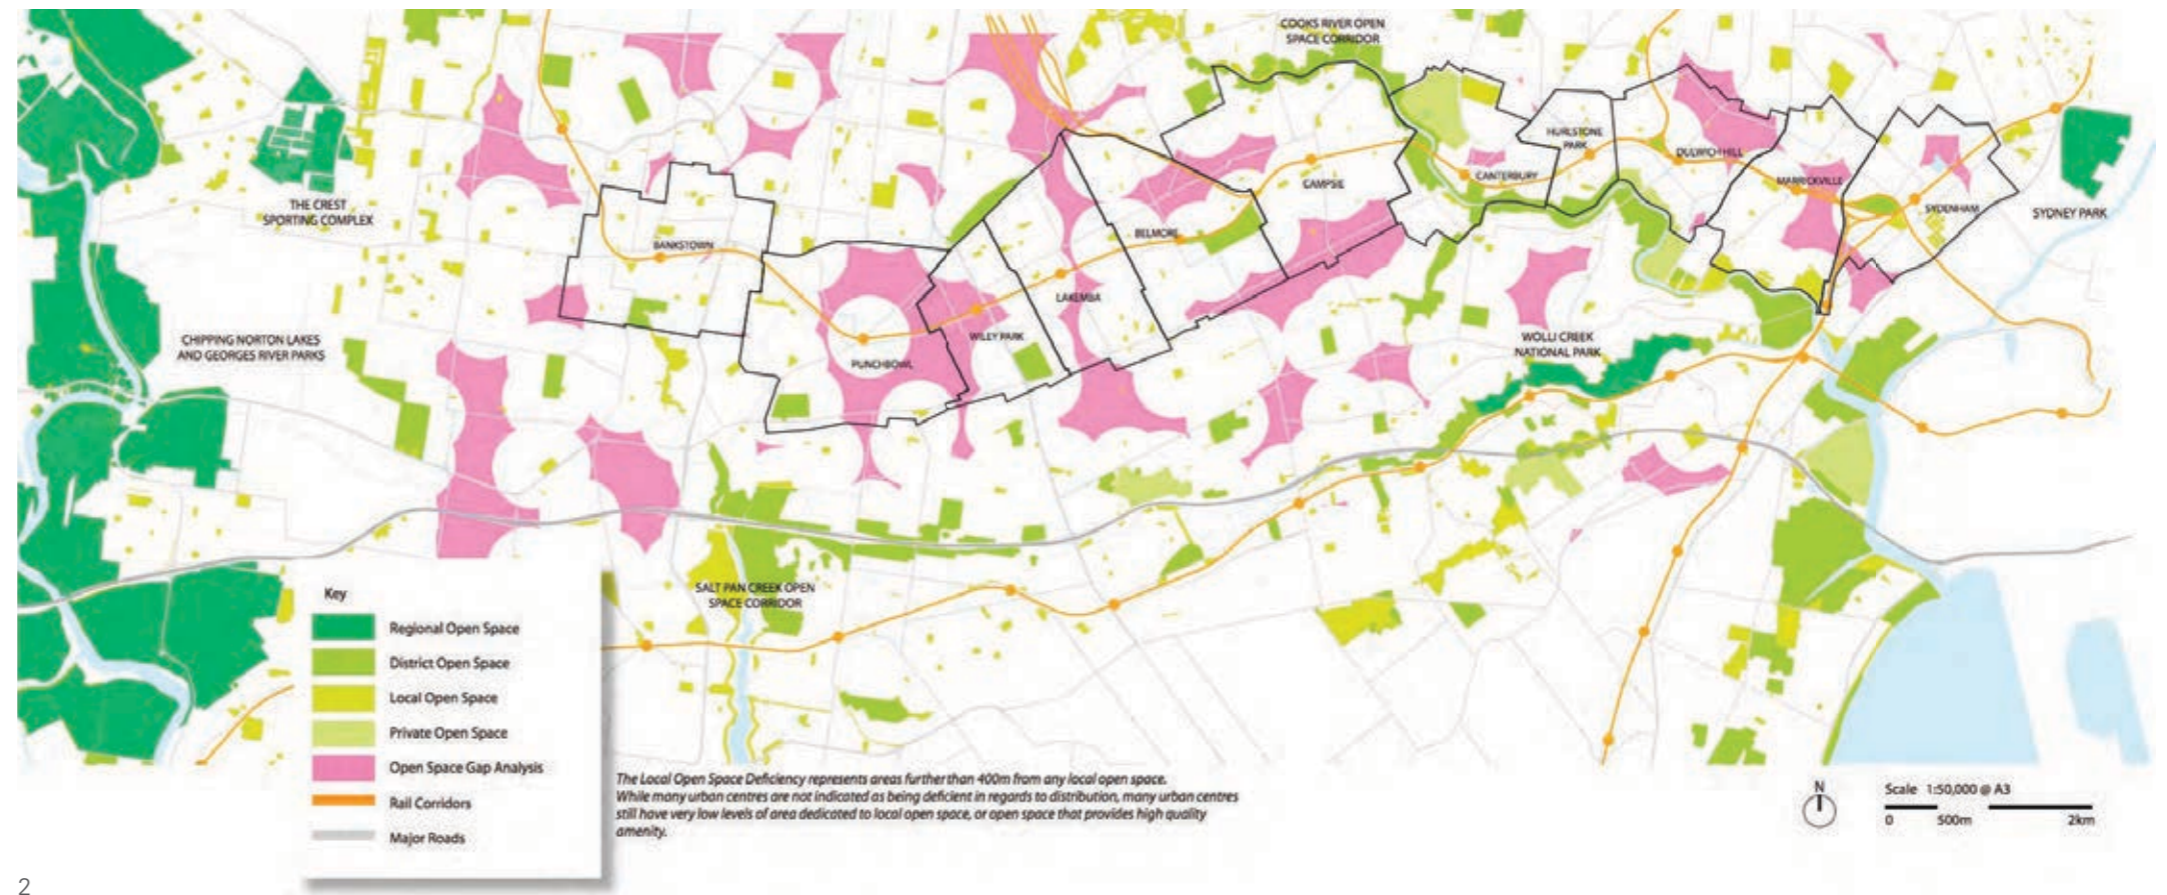 COOKS RIVER OPEN
SPACE CORRIDOR
THE CREST
SPORTING COMPLEX
HURLSTONE
PARK
DULWICH HILL
CANTERBURY
CAMPSIE
MARRICKVILLE
SYDENHAM
SYDNEY PARK
BANKSTOWN
BELMORE
LAKEMBA
WILEY PARK
PUNCHBOWL
CHIPPING NORTON LAKES
AND GEORGES RIVER PARKS
WOLLI CREEK
NATIONAL PARK
SALT PAN CREEK OPEN
SPACE CORRIDOR
Key
Regional Open Space
District Open Space
Local Open Space
Private Open Space
Open Space Gap Analysis
Rail Corridors
Major Roads
The Local Open Space Deficiency represents areas further than 400m from any local open space.
While many urban centres are not indicated as being deficient in regards to distribution, many urban centres
still have very low levels of area dedicated to local open space, or open space that provides high quality
amenity.
N
Scale 1:50,000 @ A3
0 500m 2km
2